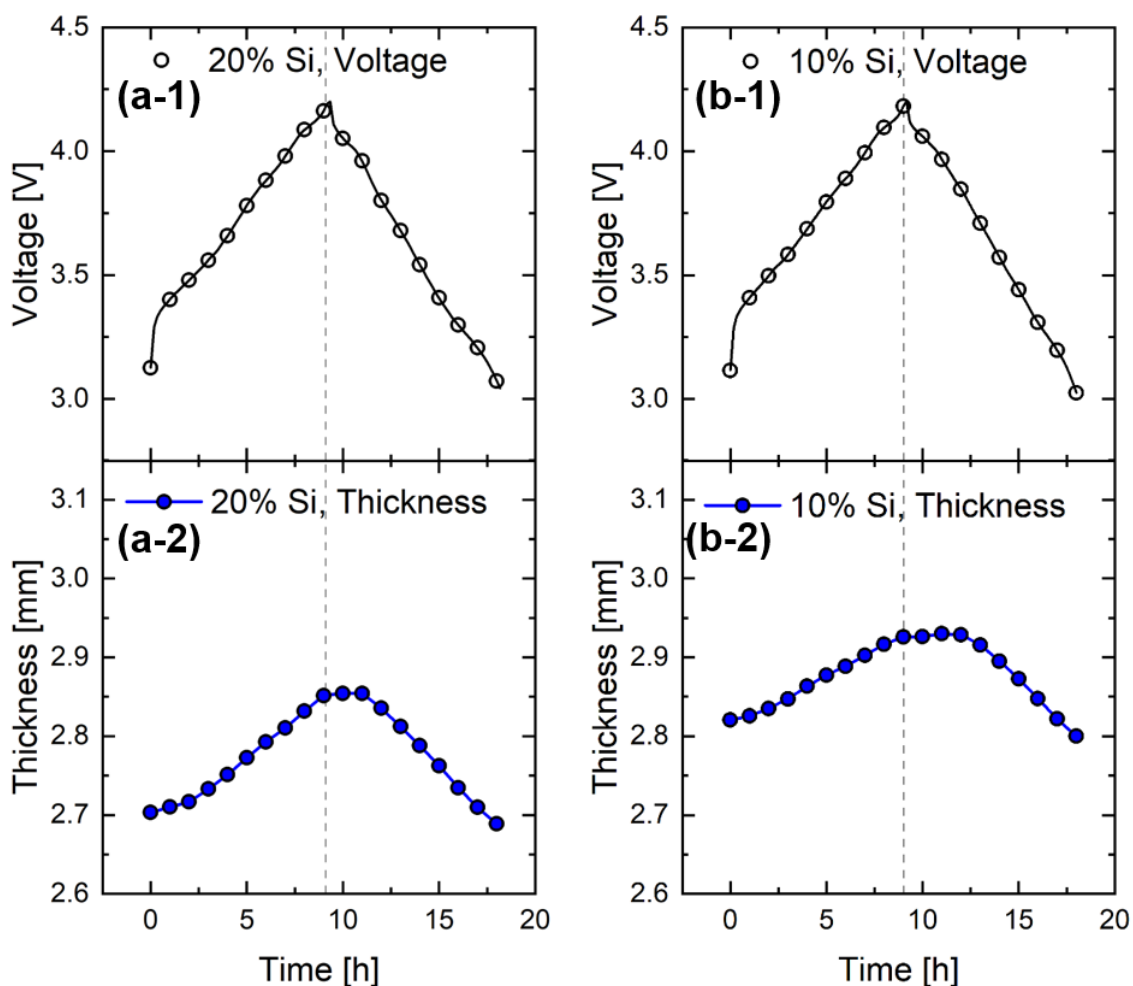 20% Si, Voltage
(a-1)
Voltage [V]
4.5
4.0
3.5
3.0
10% Si, Voltage
(b-1)
Voltage [V]
4.5
4.0
3.5
3.0
20% Si, Thickness
(a-2)
Thickness [mm]
3.1
3.0
2.9
2.8
2.7
2.6
0 5 10 15 20
Time [h]
10% Si, Thickness
(b-2)
Thickness [mm]
3.1
3.0
2.9
2.8
2.7
2.6
0 5 10 15 20
Time [h]